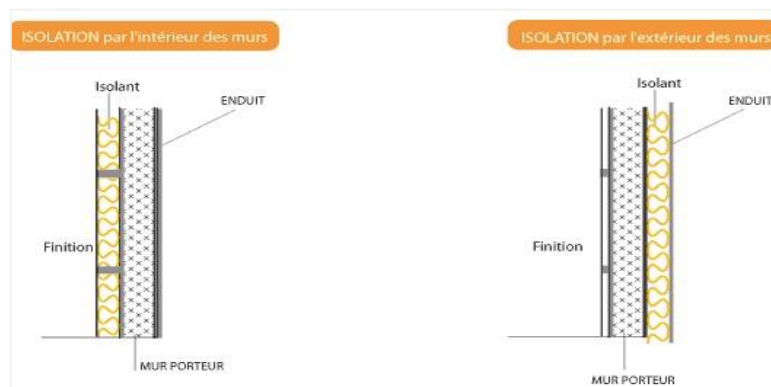 ISOLATION par l'intérieur des murs
Isolant
ENDUIT
Finition
MUR PORTEUR
ISOLATION par l'extérieur des murs
Isolant
ENDUIT
Finition
MUR PORTEUR